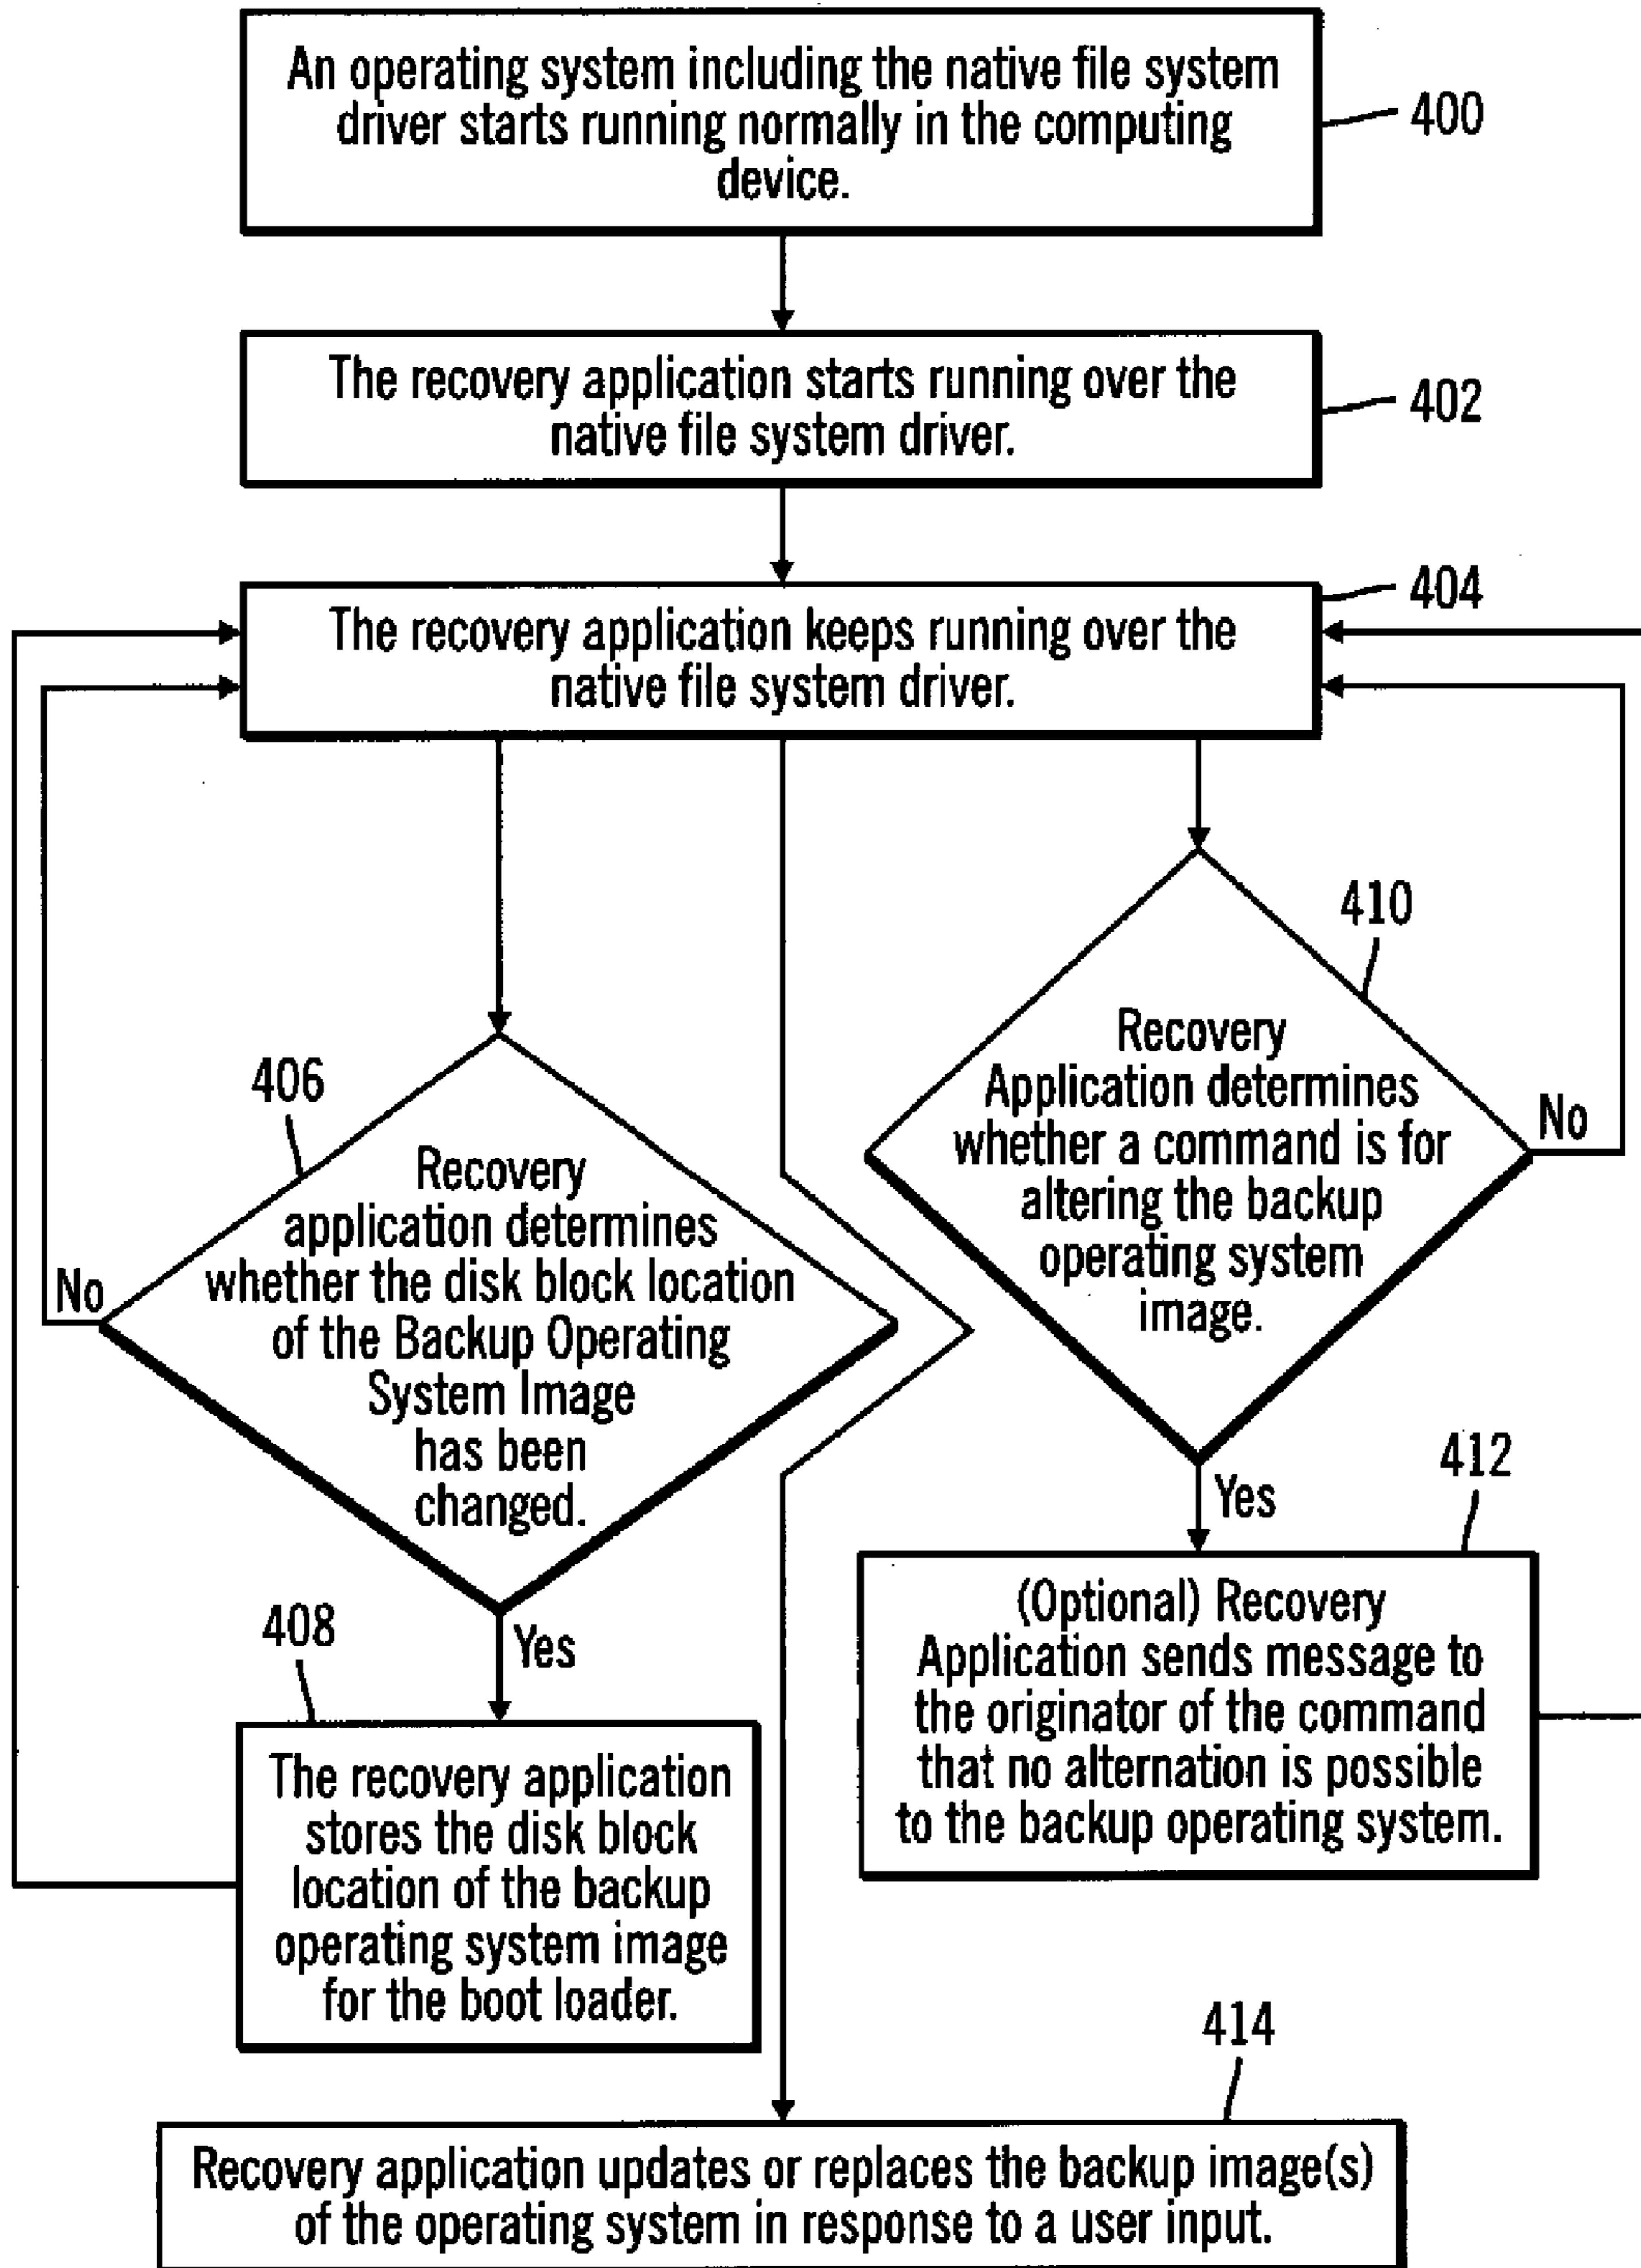 An operating system including the native file system
driver starts running normally in the computing
device.
400
The recovery application starts running over the
native file system driver.
402
404
The recovery application keeps running over the
native file system driver.
410
Recovery
Application determines
whether a command is for
altering the backup
operating system
image.
No
406
Recovery
application determines
whether the disk block location
of the Backup Operating
System Image
has been
changed.
No
Yes
412
(Optional) Recovery
Application sends message to
the originator of the command
that no alternation is possible
to the backup operating system.
408
Yes
The recovery application
stores the disk block
location of the backup
operating system image
for the boot loader.
414
Recovery application updates or replaces the backup image(s)
of the operating system in response to a user input.